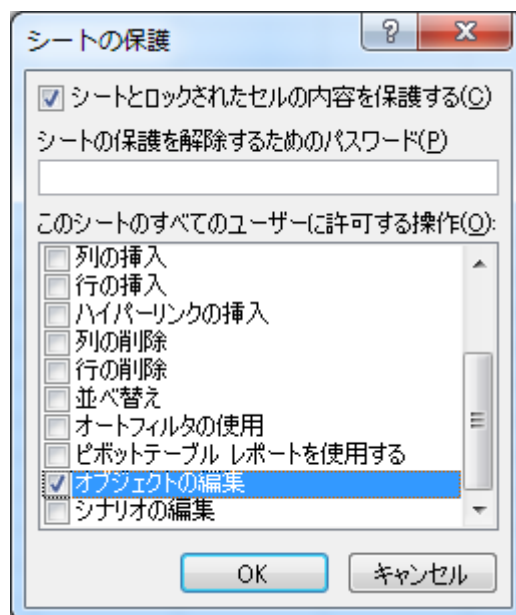 シートの保護
シートとロックされたセルの内容を保護する(C)
シートの保護を解除するためのパスワード(P)
このシートのすべてのユーザーに許可する操作(O):
列の挿入
行の挿入
ハイパーリンクの挿入
列の削除
行の削除
並べ替え
オートフィルタの使用
ピボットテーブル レポートを使用する
オブジェクトの編集
シナリオの編集
OK
キャンセル